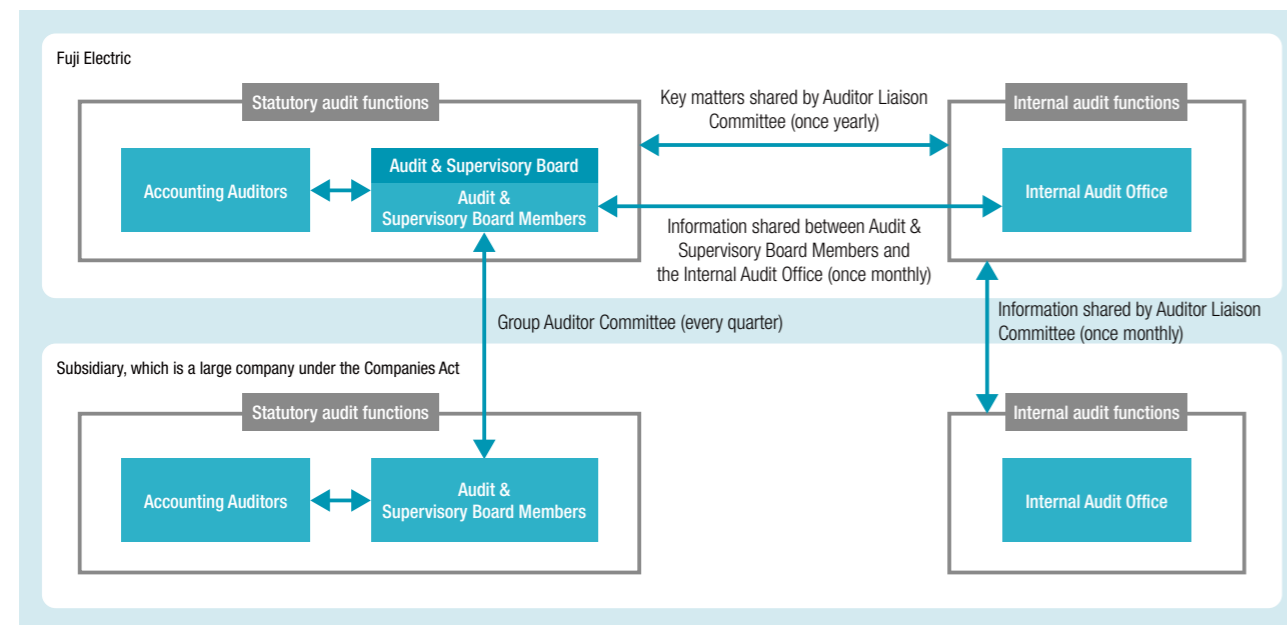 Fuji Electric
Statutory audit functions
Accounting Auditors
Audit & Supervisory Board
Audit &
Supervisory Board Members
Key matters shared by Auditor Liaison
Committee (once yearly)
Information shared between Audit &
Supervisory Board Members and
the Internal Audit Office (once monthly)
Internal audit functions
Internal Audit Office
Group Auditor Committee (every quarter)
Information shared by Auditor Liaison
Committee (once monthly)
Subsidiary, which is a large company under the Companies Act
Statutory audit functions
Accounting Auditors
Audit &
Supervisory Board Members
Internal audit functions
Internal Audit Office